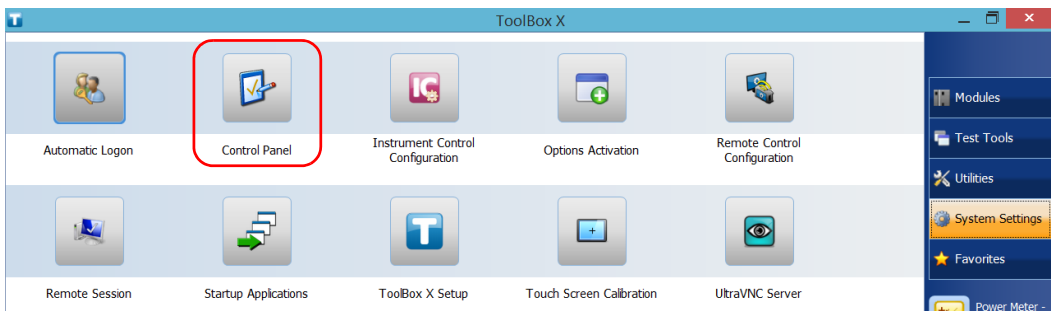 ToolBox X
Automatic Logon
Control Panel
Instrument Control
Configuration
Options Activation
Remote Control
Configuration
Remote Session
Startup Applications
ToolBox X Setup
Touch Screen Calibration
UltraVNC Server
Modules
Test Tools
Utilities
System Settings
Favorites
Power Meter -